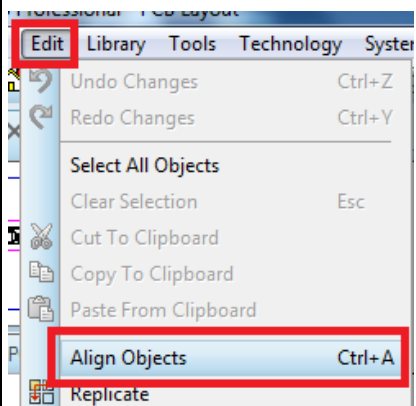 Professional - PCB Layout
Edit Library Tools Technology
Undo Changes Ctrl+Z
Redo Changes Ctrl+Y
Select All Objects
Clear Selection Esc
Cut To Clipboard
Copy To Clipboard
Paste From Clipboard
Align Objects Ctrl+A
Replicate